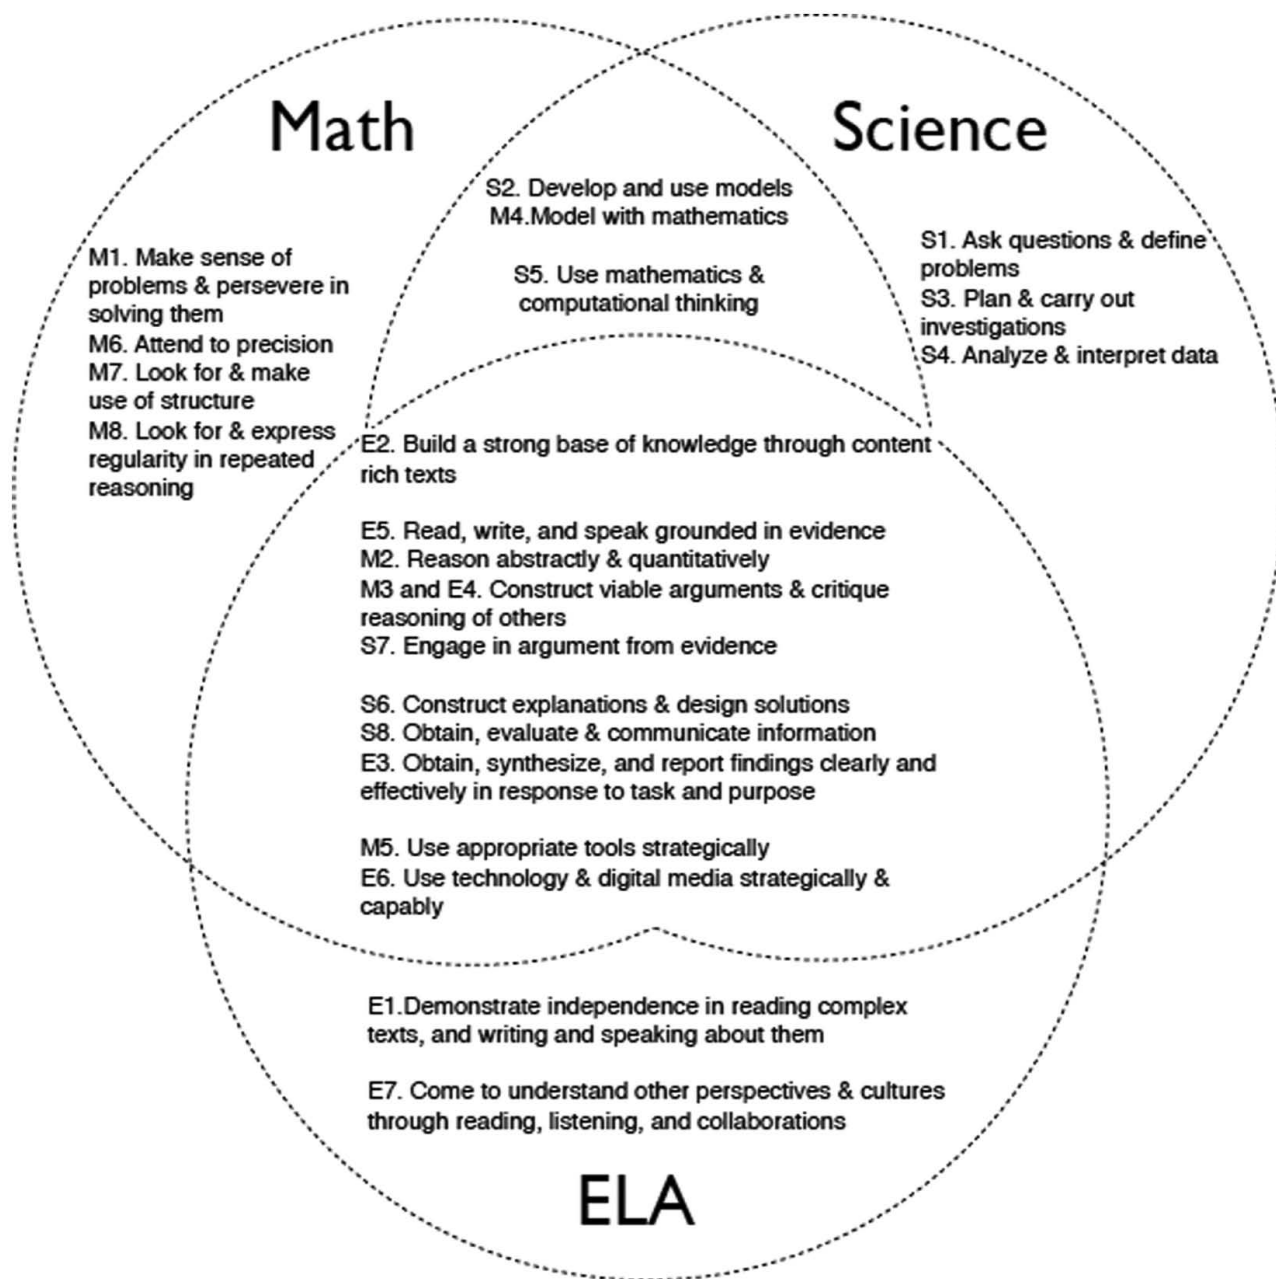 Math
Science
S2. Develop and use models
M4.Model with mathematics
S5. Use mathematics &
computational thinking
M1. Make sense of
problems & persevere in
solving them
M6. Attend to precision
M7. Look for & make
use of structure
M8. Look for & express
regularity in repeated
reasoning
S1. Ask questions & define
problems
S3. Plan & carry out
investigations
S4. Analyze & interpret data
E2. Build a strong base of knowledge through content
rich texts
E5. Read, write, and speak grounded in evidence
M2. Reason abstractly & quantitatively
M3 and E4. Construct viable arguments & critique
reasoning of others
S7. Engage in argument from evidence
S6. Construct explanations & design solutions
S8. Obtain, evaluate & communicate information
E3. Obtain, synthesize, and report findings clearly and
effectively in response to task and purpose
M5. Use appropriate tools strategically
E6. Use technology & digital media strategically &
capably
E1.Demonstrate independence in reading complex
texts, and writing and speaking about them
E7. Come to understand other perspectives & cultures
through reading, listening, and collaborations
ELA